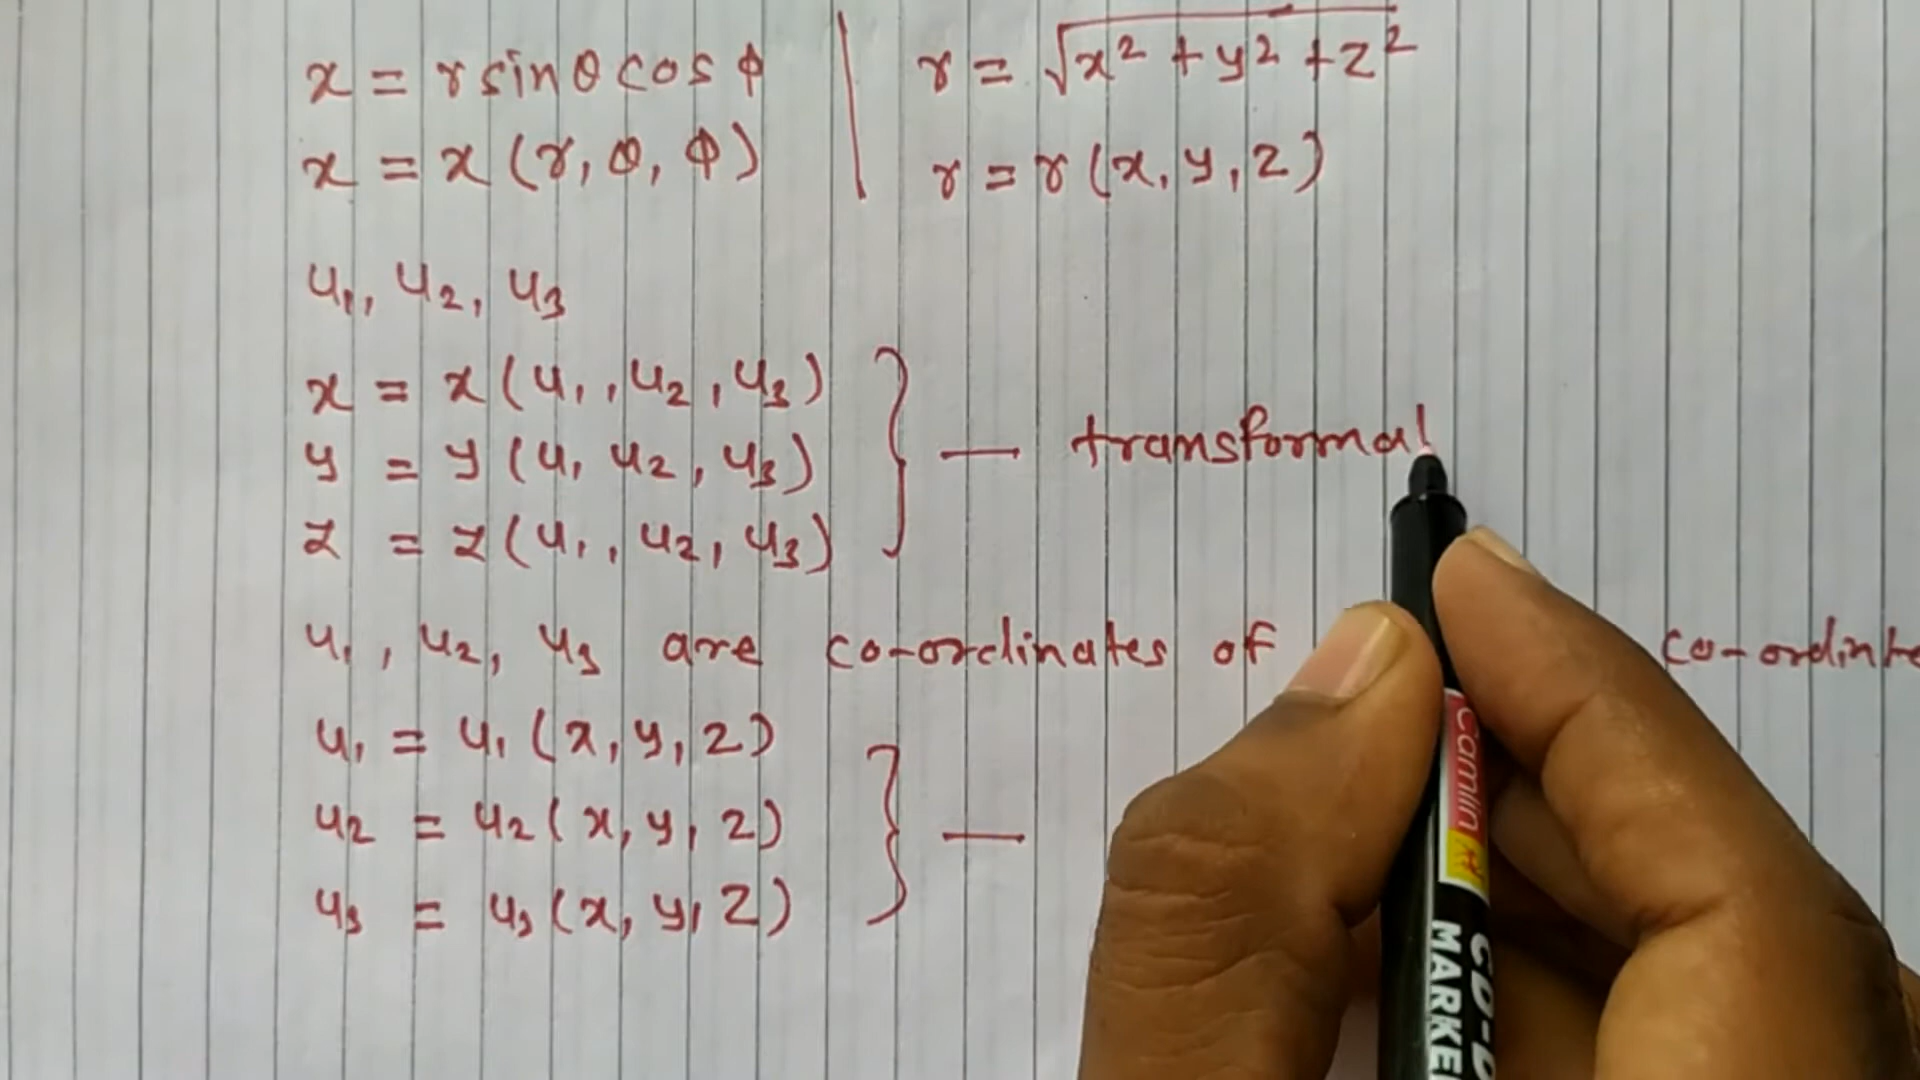 x = r sinθ cos φ | r = √x² + y² + z²
x = x (r, θ, φ) | r = r (x, y, z)
u₁, u₂, u₃
x = x (u₁, u₂, u₃)
y = y (u₁ u₂, u₃) } — transformat
z = z (u₁, u₂, u₃)
u₁, u₂, u₃ are co-ordinates of co-ordinte
u₁ = u₁ (x, y, z)
u₂ = u₂ (x, y, z) } —
u₃ = u₃ (x, y, z)
Camlin
CD-D
MARKE